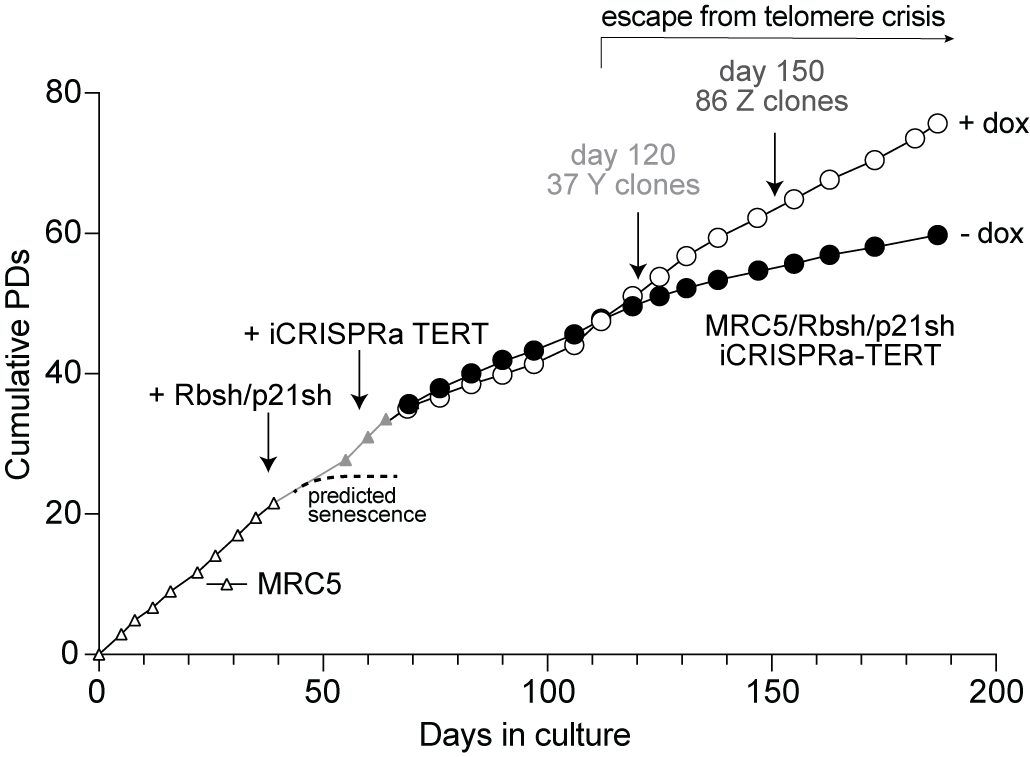 escape from telomere crisis
day 150
86 Z clones
day 120
37 Y clones
+ dox
- dox
+ iCRISPRa TERT
+ Rbsh/p21sh
MRC5/Rbsh/p21sh
iCRISPRa-TERT
predicted
senescence
MRC5
Cumulative PDs
80
60
40
20
0
0 50 100 150 200
Days in culture